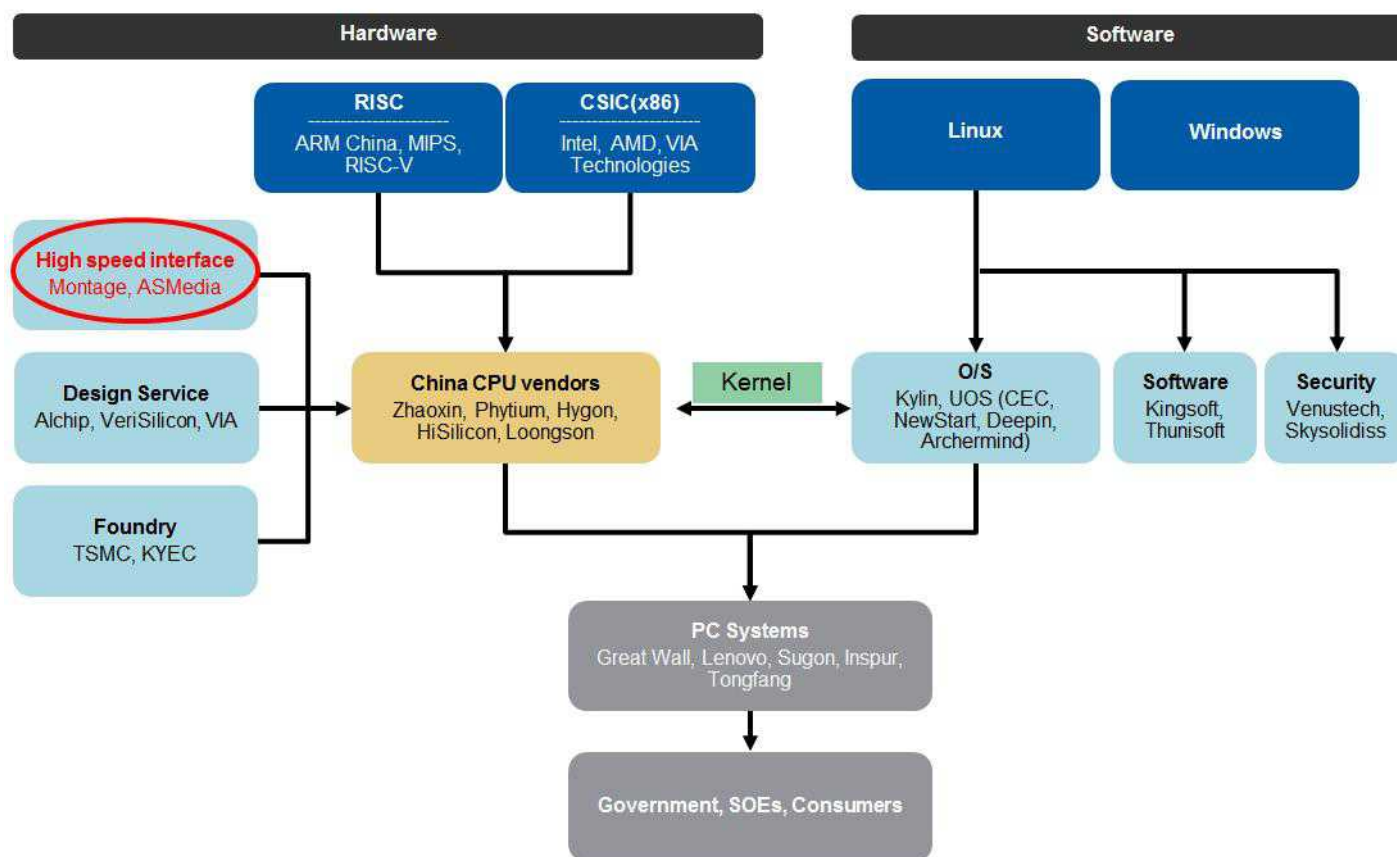 Hardware
Software
RISC
----------------------
ARM China, MIPS,
RISC-V
CSIC(x86)
----------------------
Intel, AMD, VIA
Technologies
Linux
Windows
High speed interface
Montage, ASMedia
Design Service
Alchip, VeriSilicon, VIA
Foundry
TSMC, KYEC
China CPU vendors
Zhaoxin, Phytium, Hygon,
HiSilicon, Loongson
Kernel
O/S
Kylin, UOS (CEC,
NewStart, Deepin,
Archermind)
Software
Kingsoft,
Thunisoft
Security
Venustech,
Skysolidiss
PC Systems
Great Wall, Lenovo, Sugon, Inspur,
Tongfang
Government, SOEs, Consumers